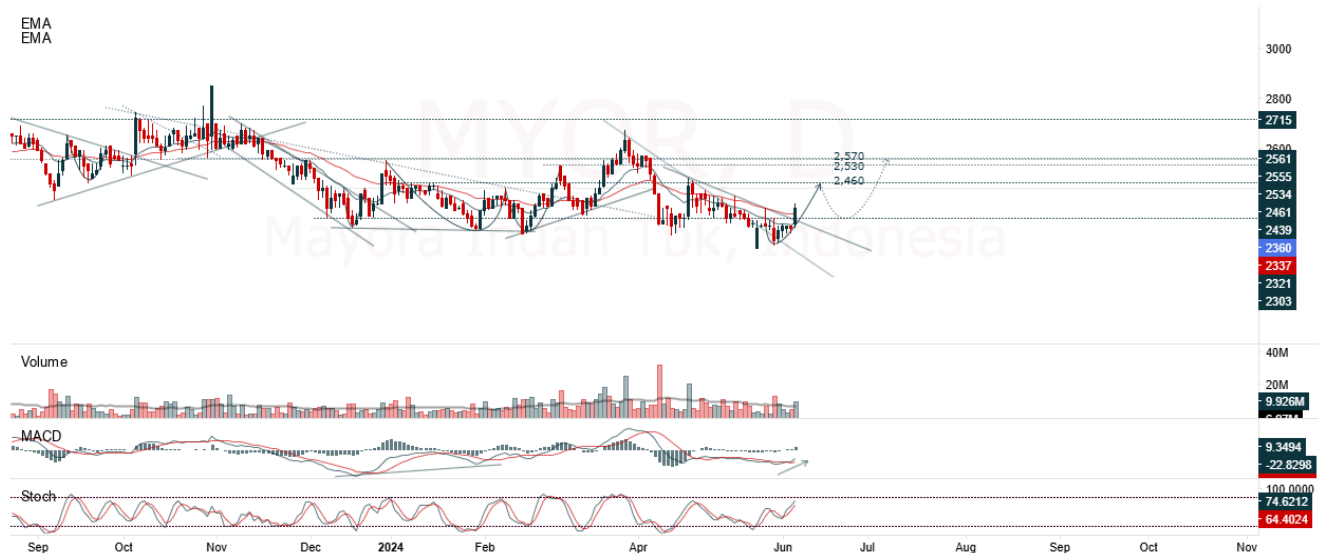 EMA
EMA
MYOR, D
Mayora Indah Tbk, Indonesia
3000
2800
2715
2600
2561
2555
2534
2461
2439
2360
2337
2321
2303
2,570
2,530
2,460
Volume
40M
20M
9.926M
MACD
9.3494
-22.8298
Stoch
100.0000
74.6212
64.4024
Sep
Oct
Nov
Dec
2024
Feb
Apr
Jun
Jul
Aug
Sep
Oct
Nov